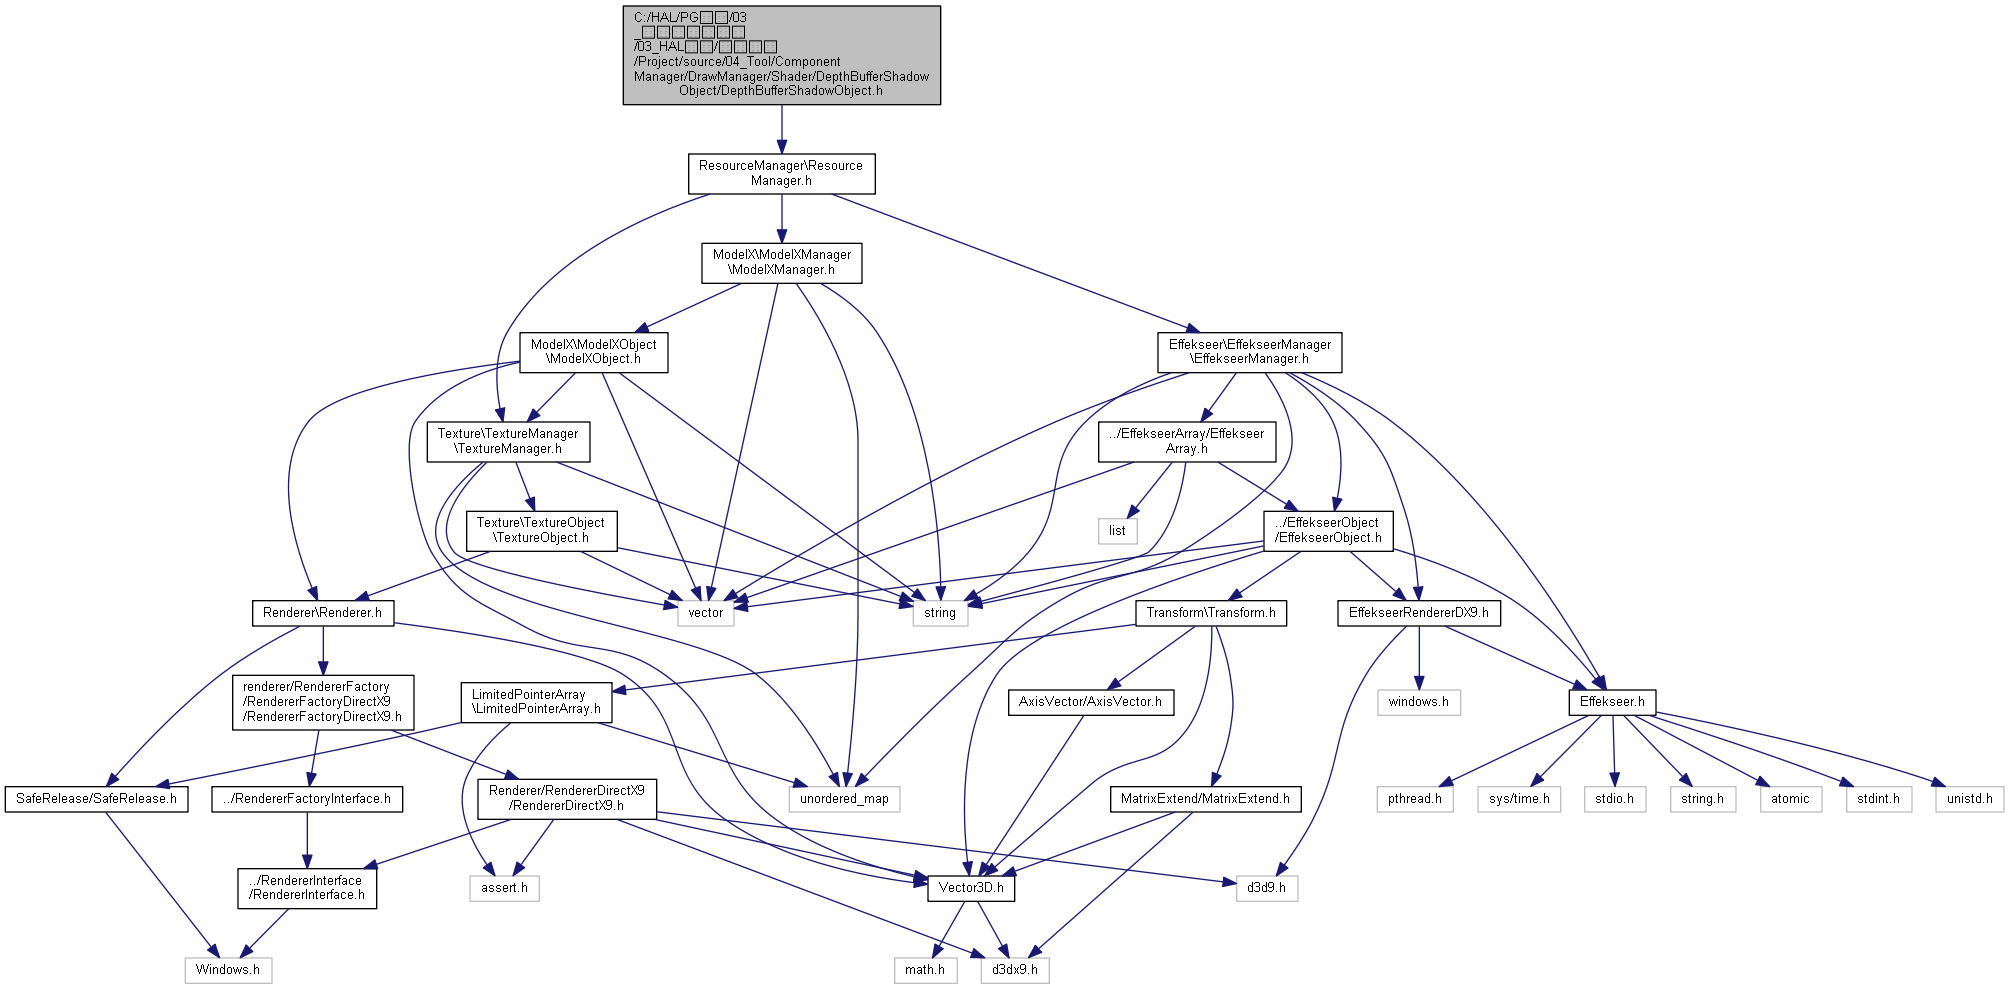 C:/HAL/PG□□/03
_□□□□□□□
/03_HAL□□/□□□□
/Project/source/04_Tool/Component
Manager/DrawManager/Shader/DepthBufferShadow
Object/DepthBufferShadowObject.h
ResourceManager\Resource
Manager.h
ModelX\ModelXManager
\ModelXManager.h
ModelX\ModelXObject
\ModelXObject.h
Effekseer\EffekseerManager
\EffekseerManager.h
Texture\TextureManager
\TextureManager.h
../EffekseerArray/Effekseer
Array.h
Texture\TextureObject
\TextureObject.h
list
../EffekseerObject
/EffekseerObject.h
Renderer\Renderer.h
vector
string
Transform\Transform.h
EffekseerRendererDX9.h
renderer/RendererFactory
/RendererFactoryDirectX9
/RendererFactoryDirectX9.h
LimitedPointerArray
\LimitedPointerArray.h
AxisVector/AxisVector.h
windows.h
Effekseer.h
SafeRelease/SafeRelease.h
../RendererFactoryInterface.h
Renderer/RendererDirectX9
/RendererDirectX9.h
unordered_map
MatrixExtend/MatrixExtend.h
pthread.h
sys/time.h
stdio.h
string.h
atomic
stdint.h
unistd.h
../RendererInterface
/RendererInterface.h
assert.h
Vector3D.h
d3d9.h
Windows.h
math.h
d3dx9.h